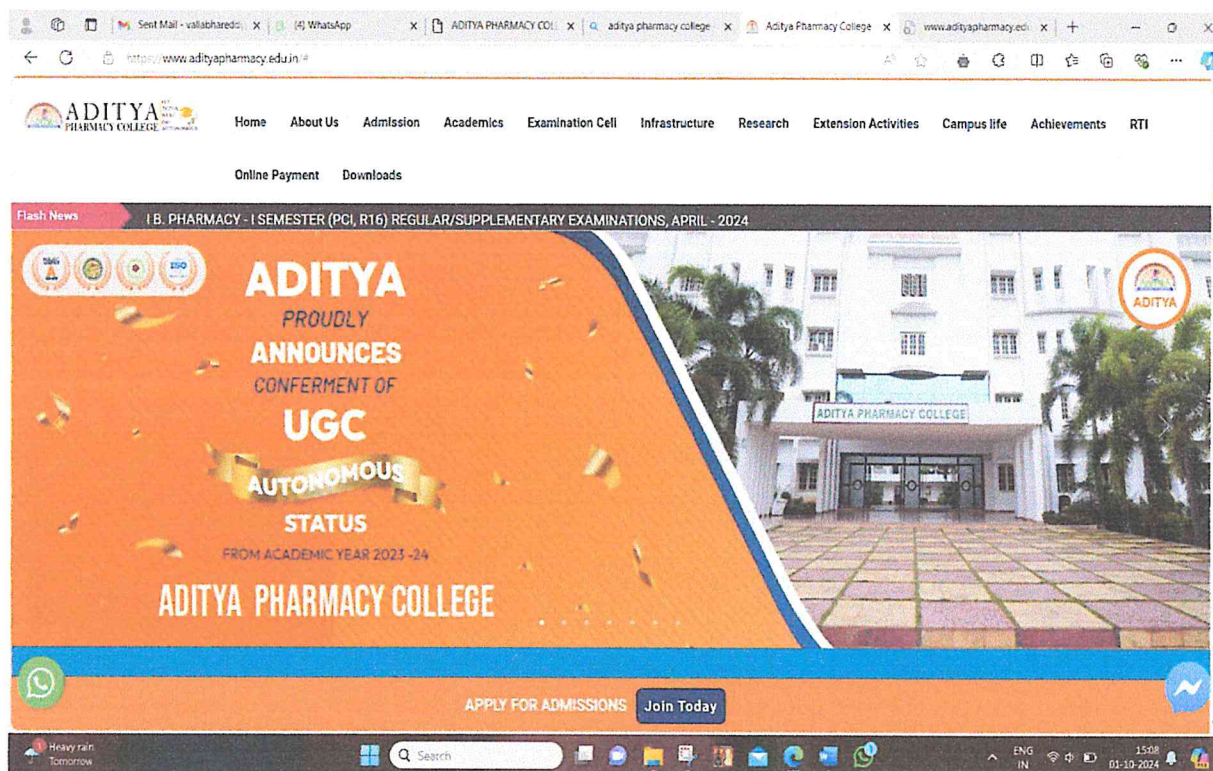 Sent Mail - vallabhareddi
(4) WhatsApp
ADITYA PHARMACY COLL
aditya pharmacy college
Aditya Pharmacy College
www.adityapharmacy.edu
https://www.adityapharmacy.edu.in/#
ADITYA
PHARMACY COLLEGE
Home About Us Admission Academics Examination Cell Infrastructure Research Extension Activities Campus life Achievements RTI
Online Payment Downloads
Flash News
I B. PHARMACY - I SEMESTER (PCI, R16) REGULAR/SUPPLEMENTARY EXAMINATIONS, APRIL - 2024
ISO
ADITYA
PROUDLY
ANNOUNCES
CONFERMENT OF
UGC
AUTONOMOUS
STATUS
FROM ACADEMIC YEAR 2023 -24
ADITYA PHARMACY COLLEGE
ADITYA
ADITYA PHARMACY COLLEGE
APPLY FOR ADMISSIONS Join Today
Heavy rain
Tomorrow
Search
ENG
IN
15:08
01-10-2024